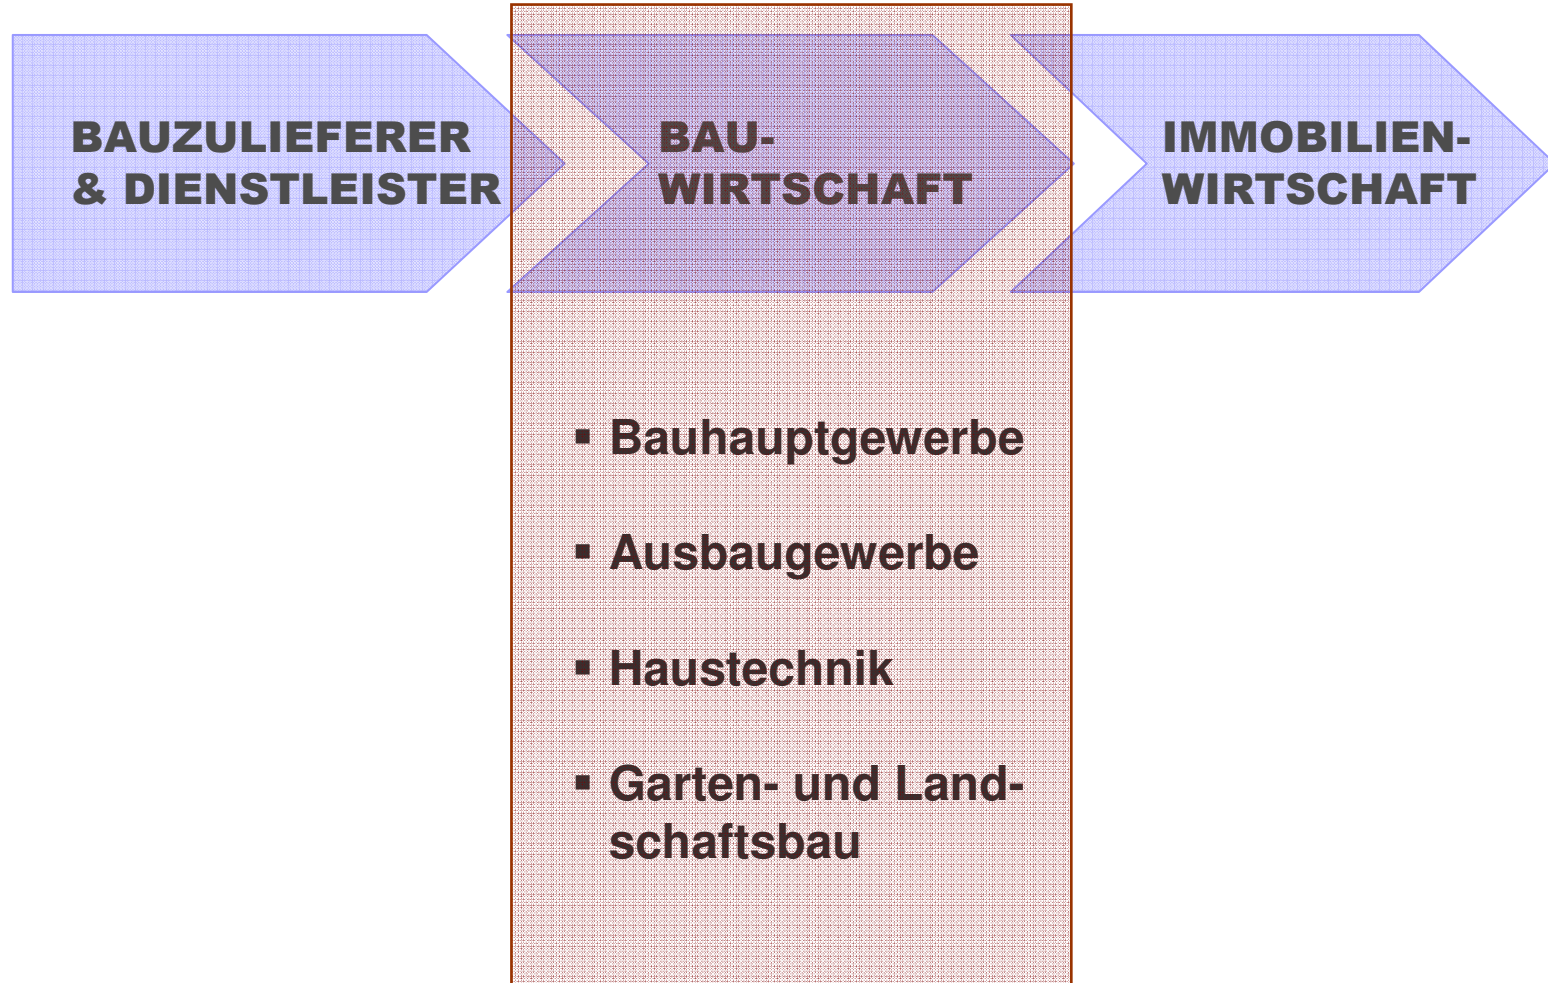 BAUZULIEFERER
& DIENSTLEISTER
BAU-
WIRTSCHAFT
IMMOBILIEN-
WIRTSCHAFT
▪ Bauhauptgewerbe
▪ Ausbaugewerbe
▪ Haustechnik
▪ Garten- und Land-
schaftsbau